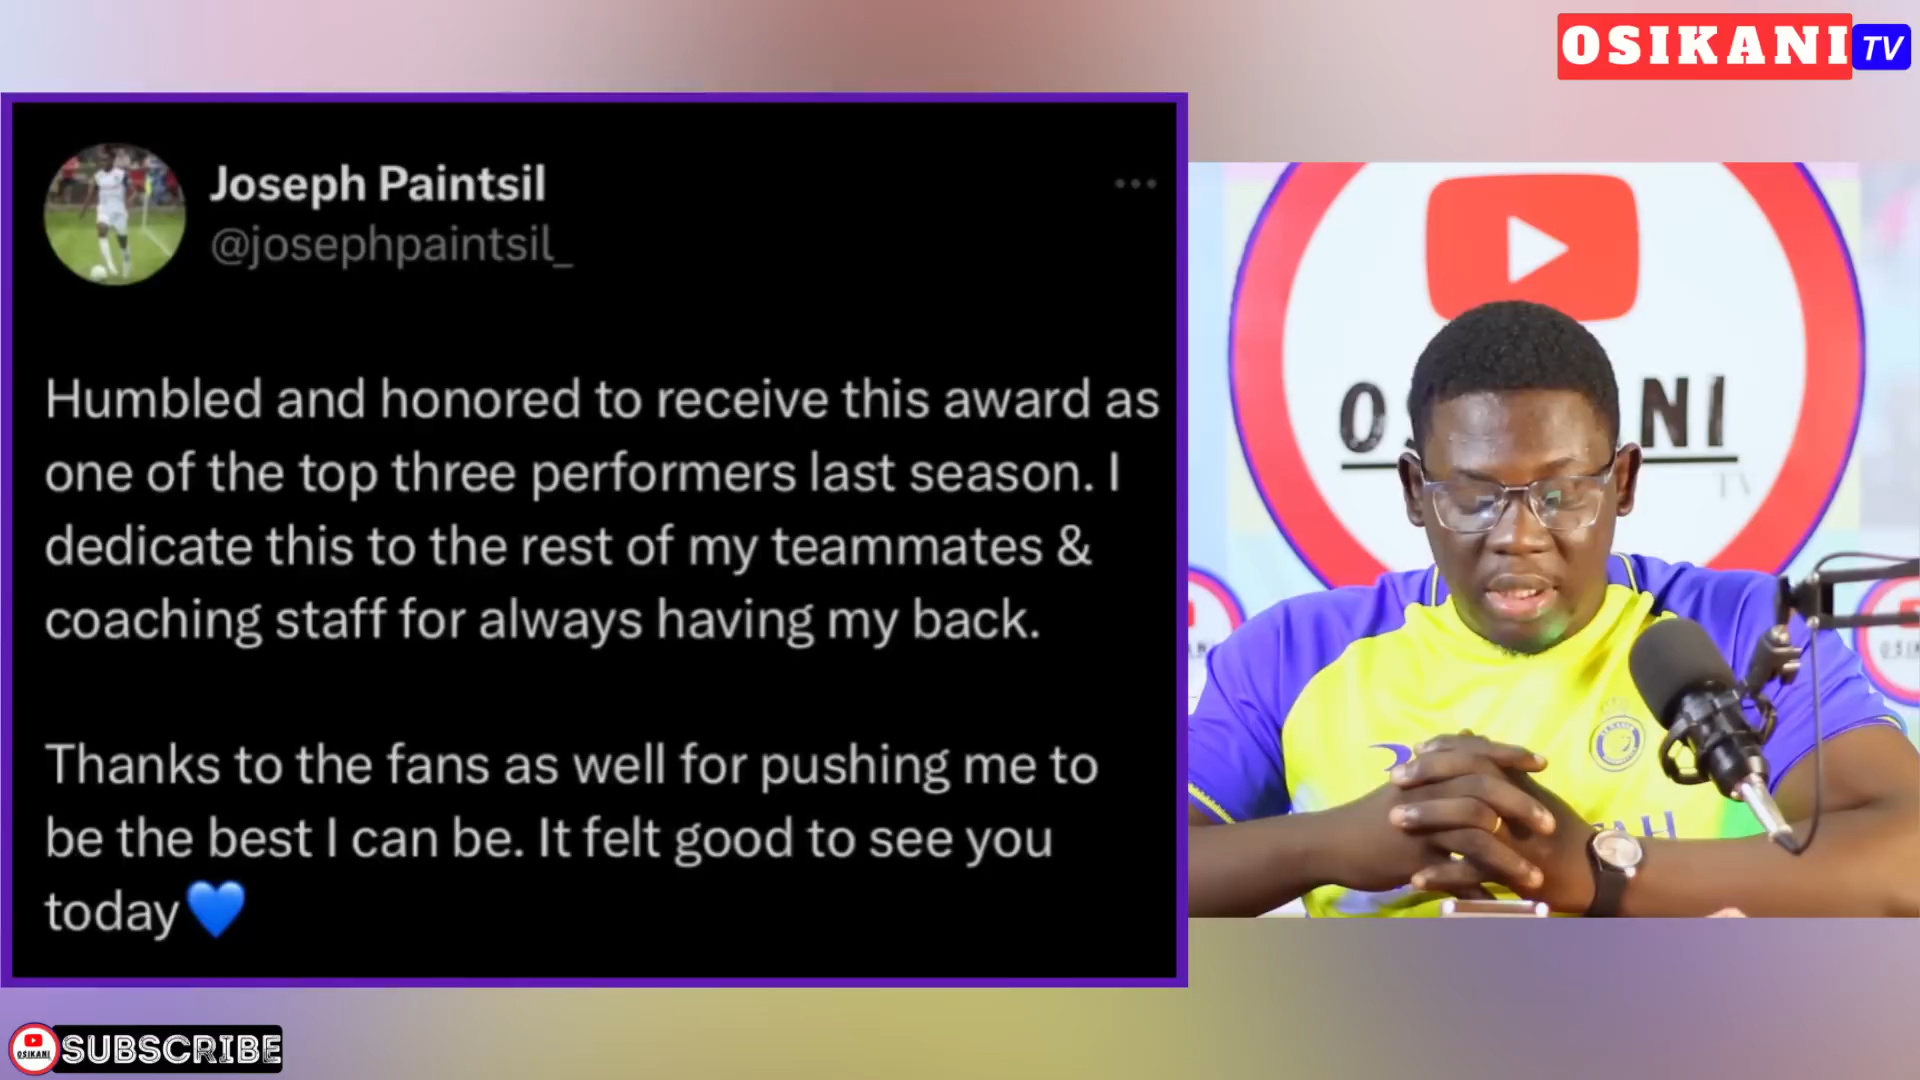 OSIKANI TV
Joseph Paintsil
@josephpaintsil_
Humbled and honored to receive this award as
one of the top three performers last season. I
dedicate this to the rest of my teammates &
coaching staff for always having my back.
Thanks to the fans as well for pushing me to
be the best I can be. It felt good to see you
today💙
NI
OSIKANI
SUBSCRIBE